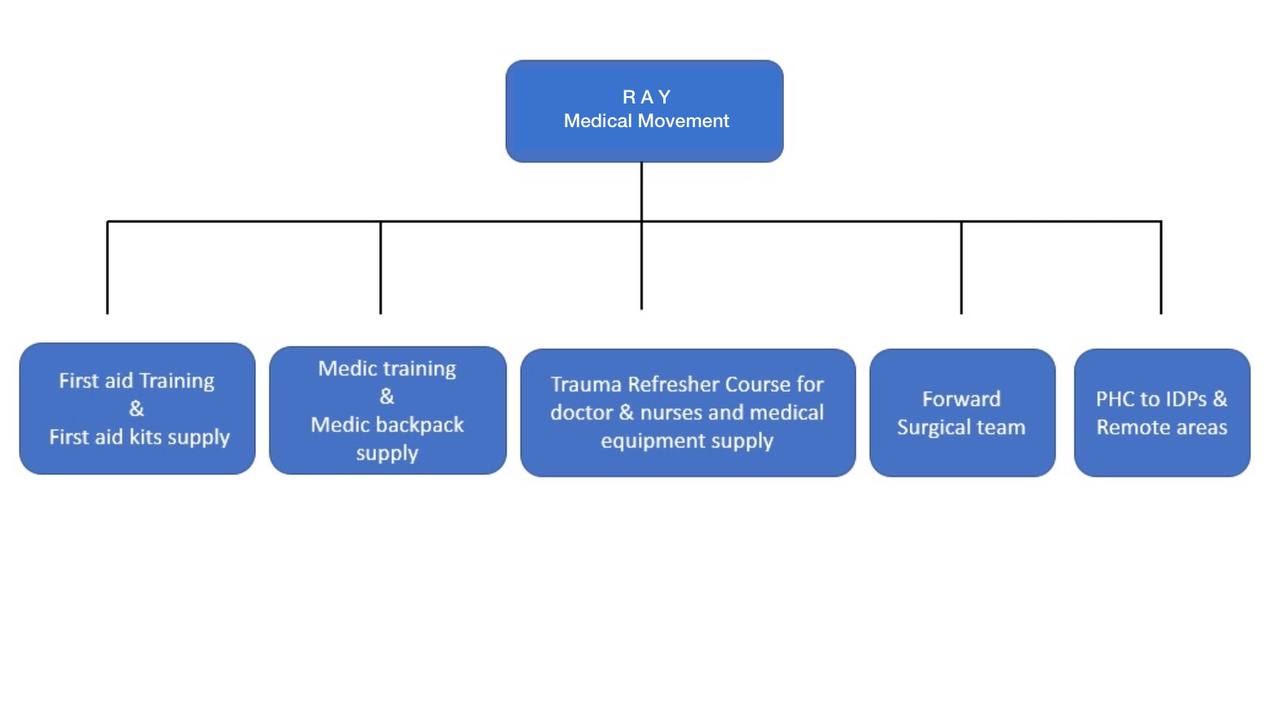 R A Y
Medical Movement
First aid Training
&
First aid kits supply
Medic training
&
Medic backpack
supply
Trauma Refresher Course for
doctor & nurses and medical
equipment supply
Forward
Surgical team
PHC to IDPs &
Remote areas